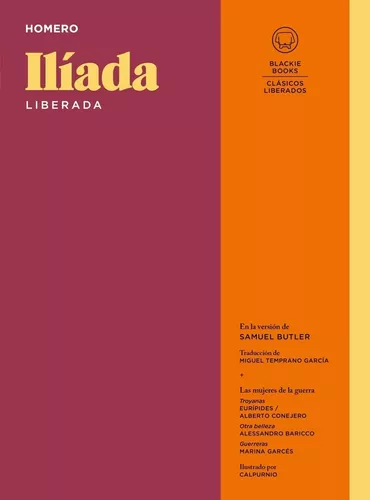 HOMERO
Ilíada
LIBERADA
BLACKIE
BOOKS
CLÁSICOS
LIBERADOS
En la versión de
SAMUEL BUTLER
Traducción de
MIGUEL TEMPRANO GARCÍA
+
Las mujeres de la guerra
Troyanas
EURÍPIDES /
ALBERTO CONEJERO
Otra belleza
ALESSANDRO BARICCO
Guerreras
MARINA GARCÉS
Ilustrado por
CALPURNIO